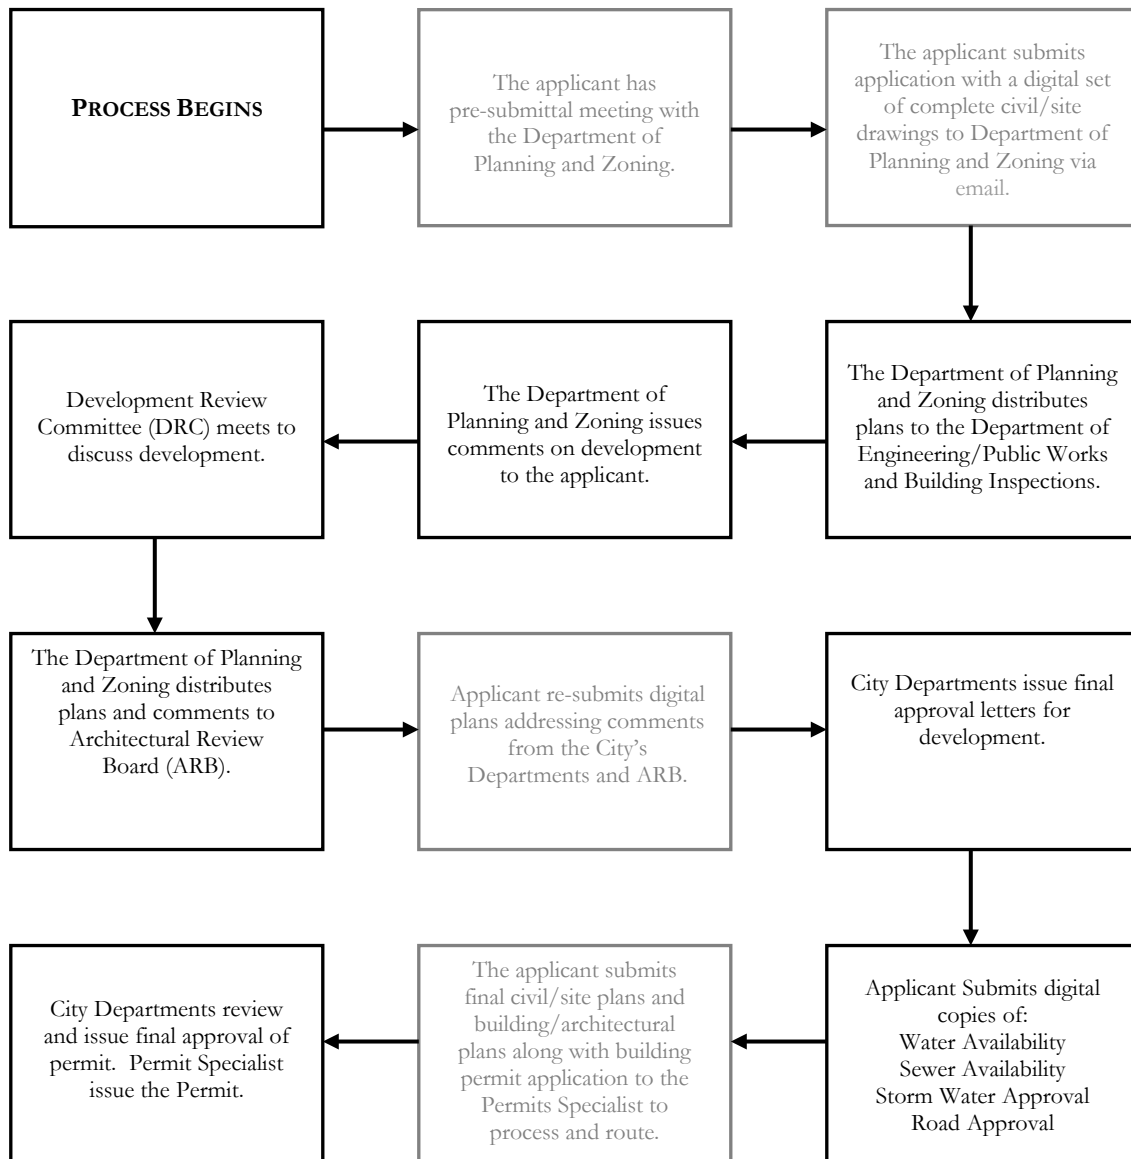 PROCESS BEGINS
The applicant has
pre-submittal meeting with
the Department of
Planning and Zoning.
The applicant submits
application with a digital set
of complete civil/site
drawings to Department of
Planning and Zoning via
email.
The Department of Planning
and Zoning distributes
plans to the Department of
Engineering/Public Works
and Building Inspections.
The Department of
Planning and Zoning issues
comments on development
to the applicant.
Development Review
Committee (DRC) meets to
discuss development.
The Department of Planning
and Zoning distributes
plans and comments to
Architectural Review
Board (ARB).
Applicant re-submits digital
plans addressing comments
from the City’s
Departments and ARB.
City Departments issue final
approval letters for
development.
Applicant Submits digital
copies of:
Water Availability
Sewer Availability
Storm Water Approval
Road Approval
The applicant submits
final civil/site plans and
building/architectural
plans along with building
permit application to the
Permits Specialist to
process and route.
City Departments review
and issue final approval of
permit.  Permit Specialist
issue the Permit.